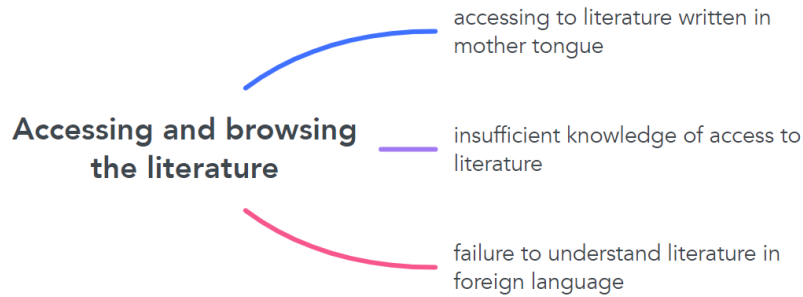 accessing to literature written in
mother tongue
Accessing and browsing
the literature
insufficient knowledge of access to
literature
failure to understand literature in
foreign language